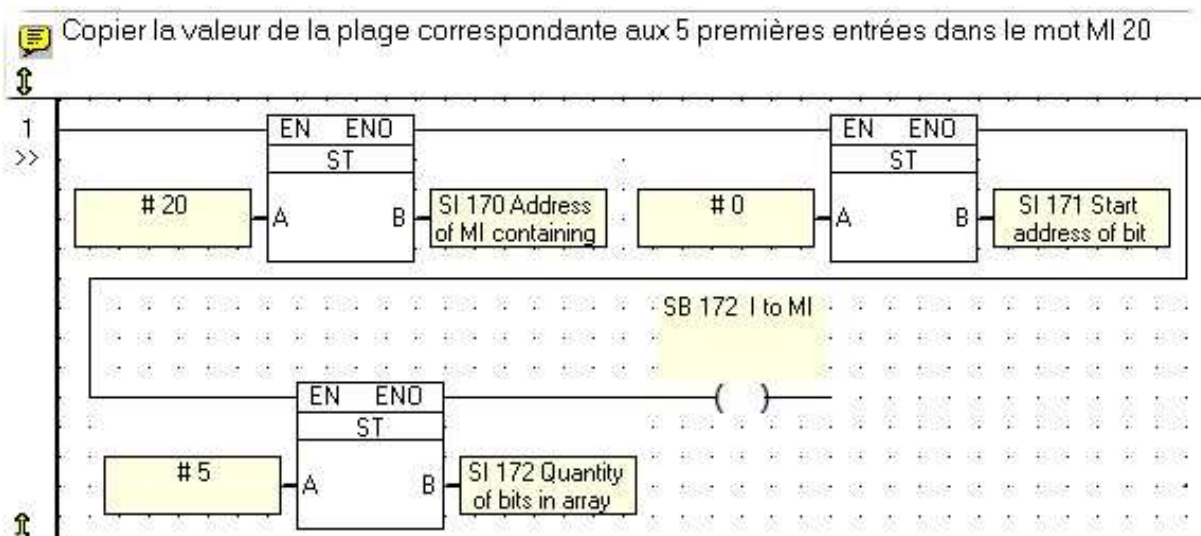 Copier la valeur de la plage correspondante aux 5 premières entrées dans le mot MI 20
1
>>
EN ENO
ST
# 20
A B
SI 170 Address
of MI containing
EN ENO
ST
# 0
A B
SI 171 Start
address of bit
SB 172 I to MI
( )
EN ENO
ST
# 5
A B
SI 172 Quantity
of bits in array